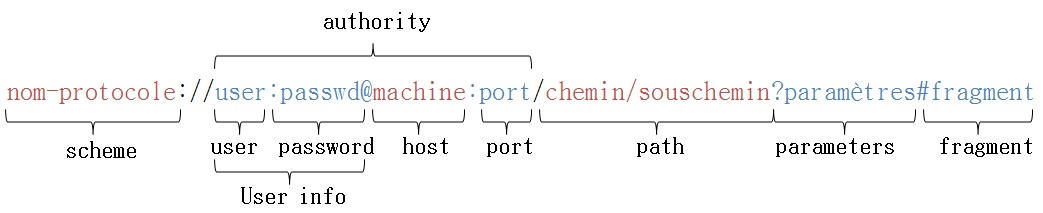 authority
nom-protocole://user:passwd@machine:port/chemin/souschemin?paramètres#fragment
scheme user password host port path parameters fragment
User info